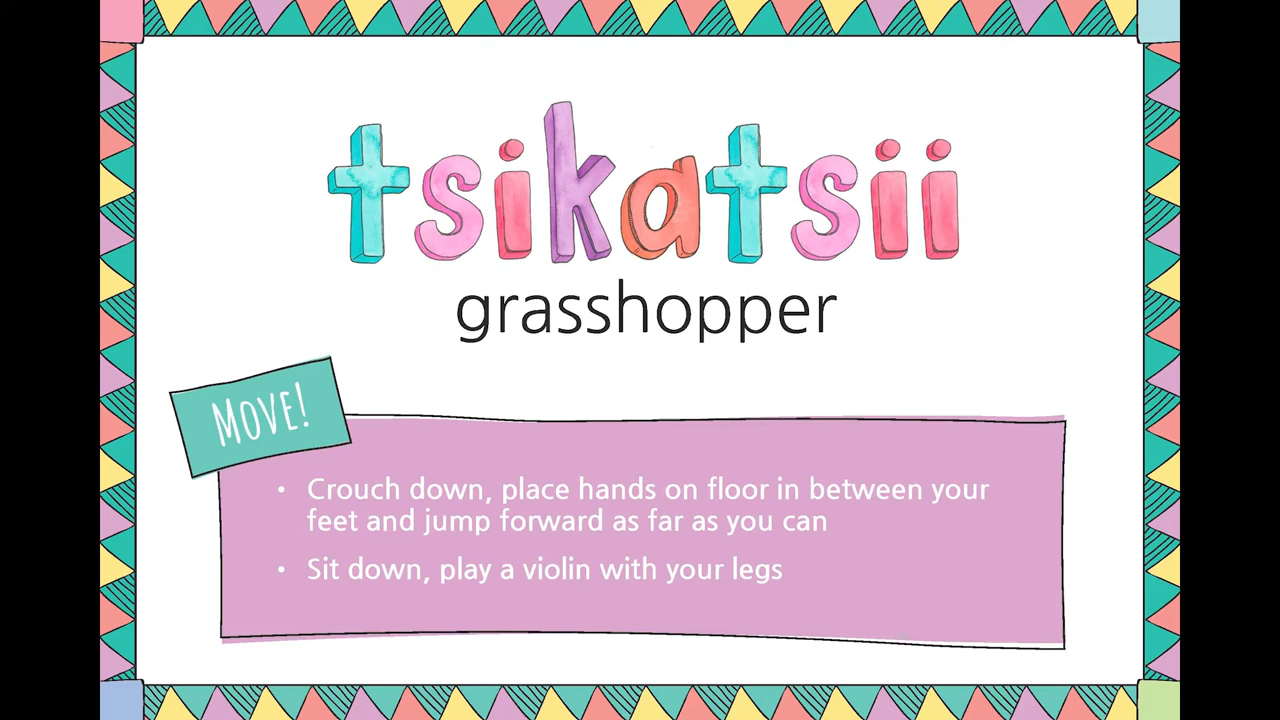 tsikatsii
grasshopper
MOVE!
• Crouch down, place hands on floor in between your
feet and jump forward as far as you can
• Sit down, play a violin with your legs